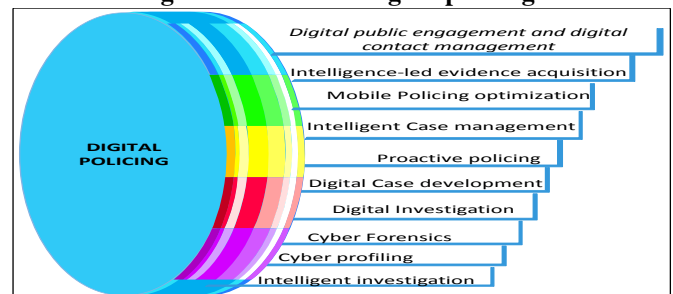 Digital public engagement and digital
contact management
Intelligence-led evidence acquisition
Mobile Policing optimization
Intelligent Case management
DIGITAL
POLICING
Proactive policing
Digital Case development
Digital Investigation
Cyber Forensics
Cyber profiling
Intelligent investigation